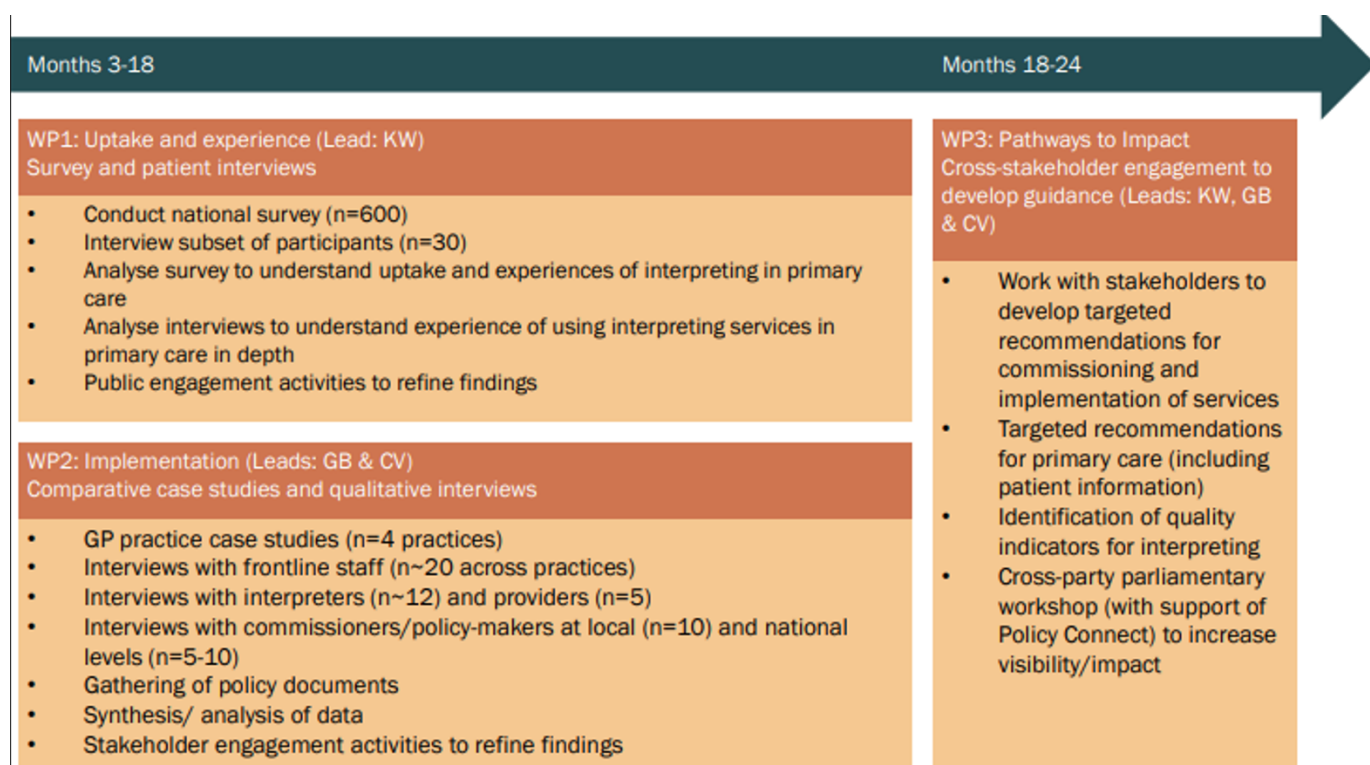 Months 3-18
Months 18-24
WP1: Uptake and experience (Lead: KW)
Survey and patient interviews
• Conduct national survey (n=600)
• Interview subset of participants (n=30)
• Analyse survey to understand uptake and experiences of interpreting in primary
care
• Analyse interviews to understand experience of using interpreting services in
primary care in depth
• Public engagement activities to refine findings
WP2: Implementation (Leads: GB & CV)
Comparative case studies and qualitative interviews
• GP practice case studies (n=4 practices)
• Interviews with frontline staff (n~20 across practices)
• Interviews with interpreters (n~12) and providers (n=5)
• Interviews with commissioners/policy-makers at local (n=10) and national
levels (n=5-10)
• Gathering of policy documents
• Synthesis/ analysis of data
• Stakeholder engagement activities to refine findings
WP3: Pathways to Impact
Cross-stakeholder engagement to
develop guidance (Leads: KW, GB
& CV)
• Work with stakeholders to
develop targeted
recommendations for
commissioning and
implementation of services
• Targeted recommendations
for primary care (including
patient information)
• Identification of quality
indicators for interpreting
• Cross-party parliamentary
workshop (with support of
Policy Connect) to increase
visibility/impact